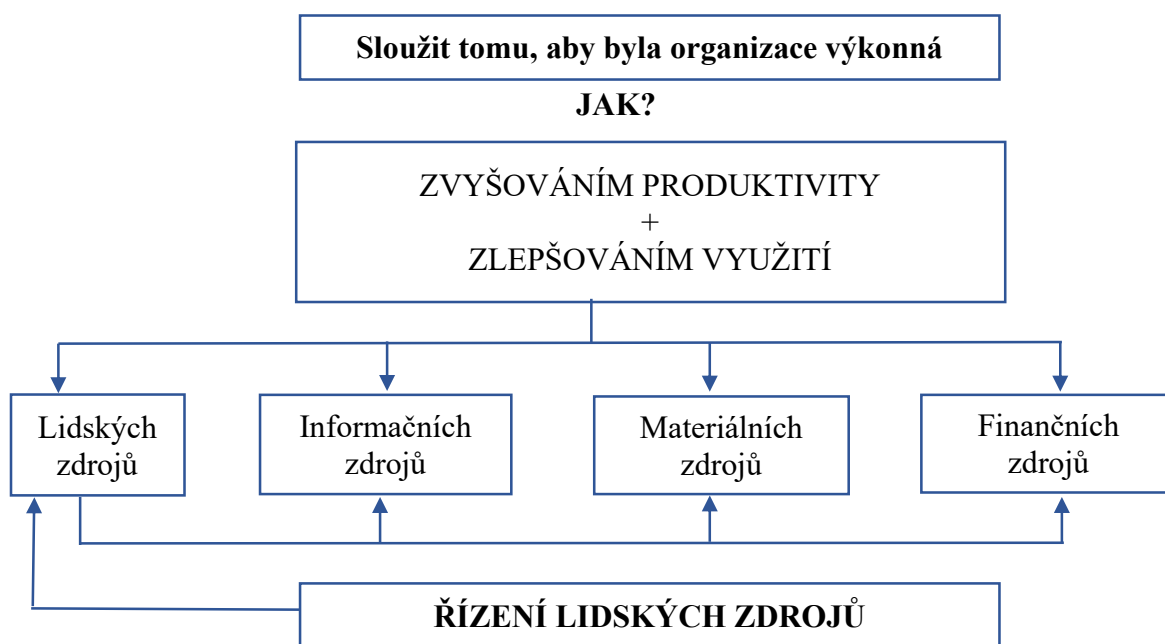 Sloužit tomu, aby byla organizace výkonná
JAK?
ZVYŠOVÁNÍM PRODUKTIVITY
+
ZLEPŠOVÁNÍM VYUŽITÍ
Lidských
zdrojů
Informačních
zdrojů
Materiálních
zdrojů
Finančních
zdrojů
ŘÍZENÍ LIDSKÝCH ZDROJŮ